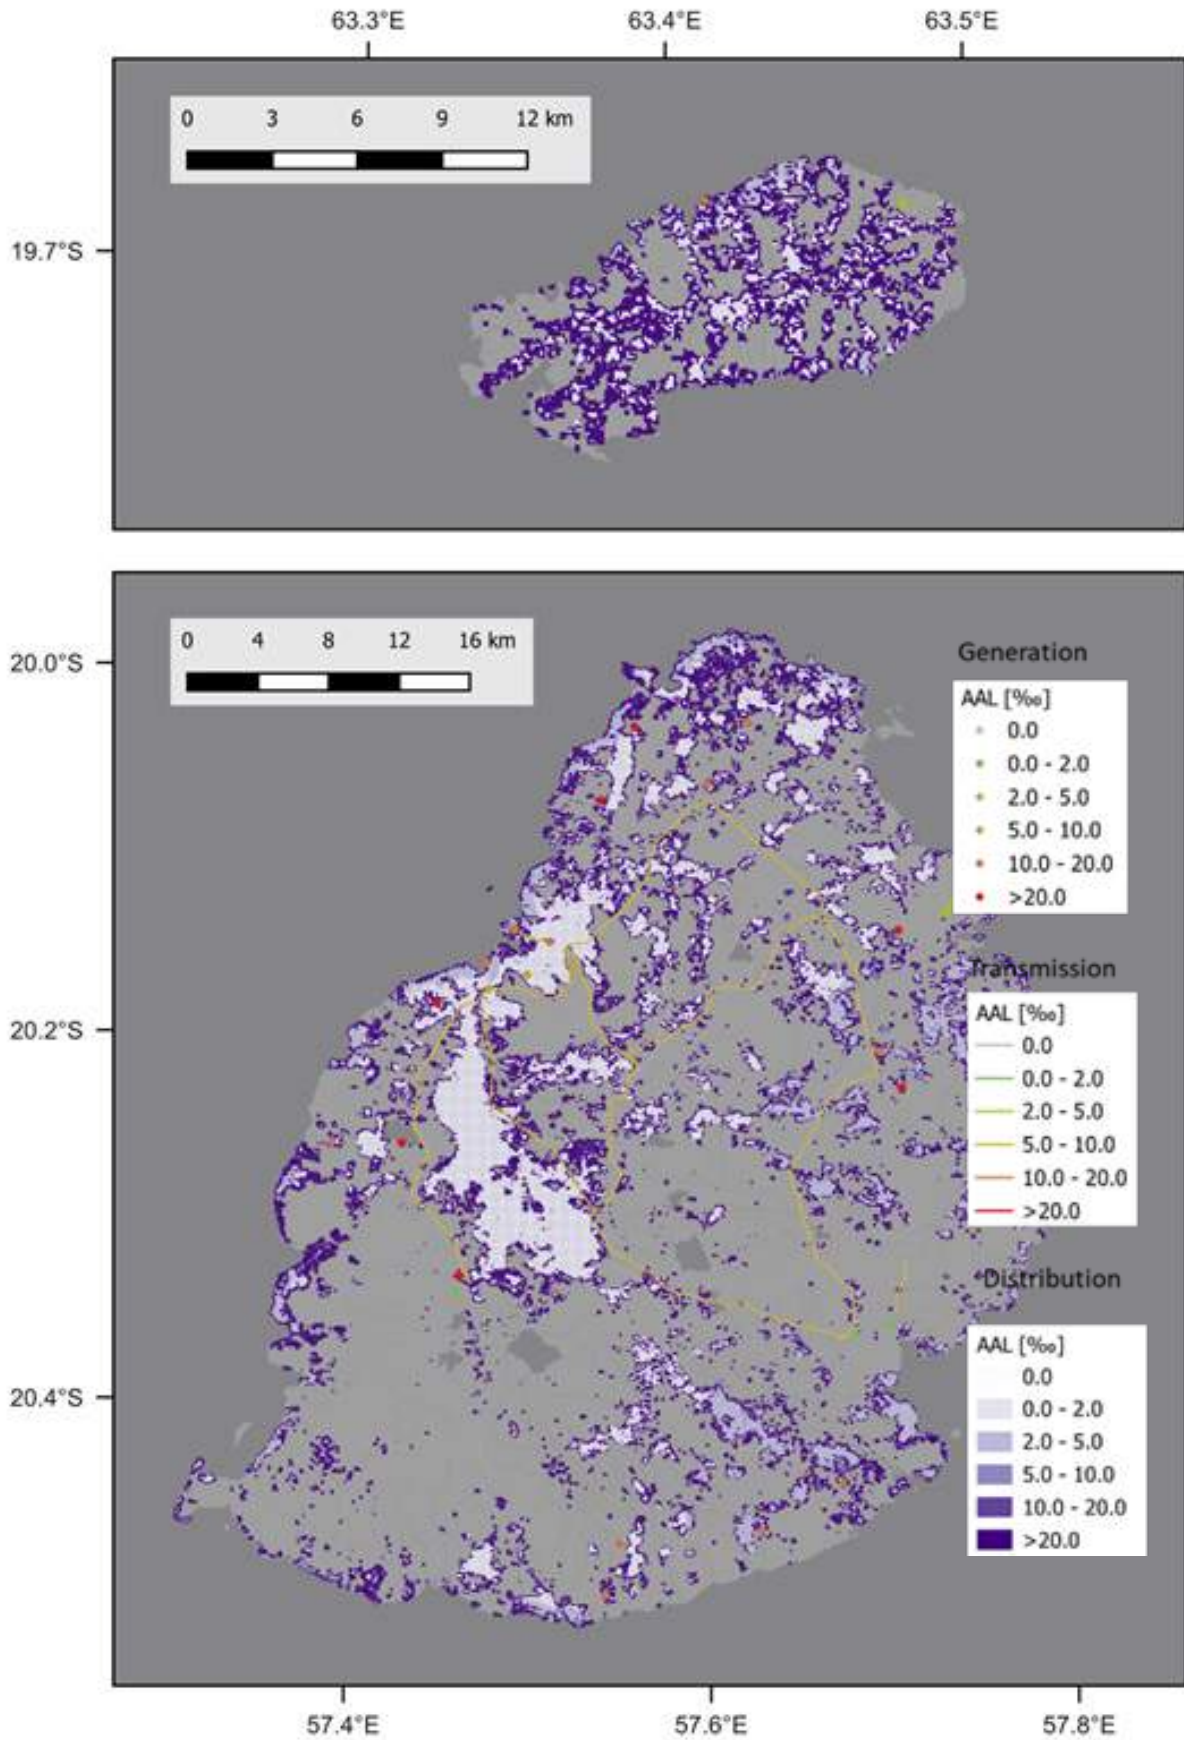 63.3°E 63.4°E 63.5°E
0 3 6 9 12 km
19.7°S
0 4 8 12 16 km
20.0°S
20.2°S
20.4°S
Generation
AAL [‰]
0.0
0.0 - 2.0
2.0 - 5.0
5.0 - 10.0
10.0 - 20.0
>20.0
Transmission
AAL [‰]
0.0
0.0 - 2.0
2.0 - 5.0
5.0 - 10.0
10.0 - 20.0
>20.0
Distribution
AAL [‰]
0.0
0.0 - 2.0
2.0 - 5.0
5.0 - 10.0
10.0 - 20.0
>20.0
57.4°E 57.6°E 57.8°E